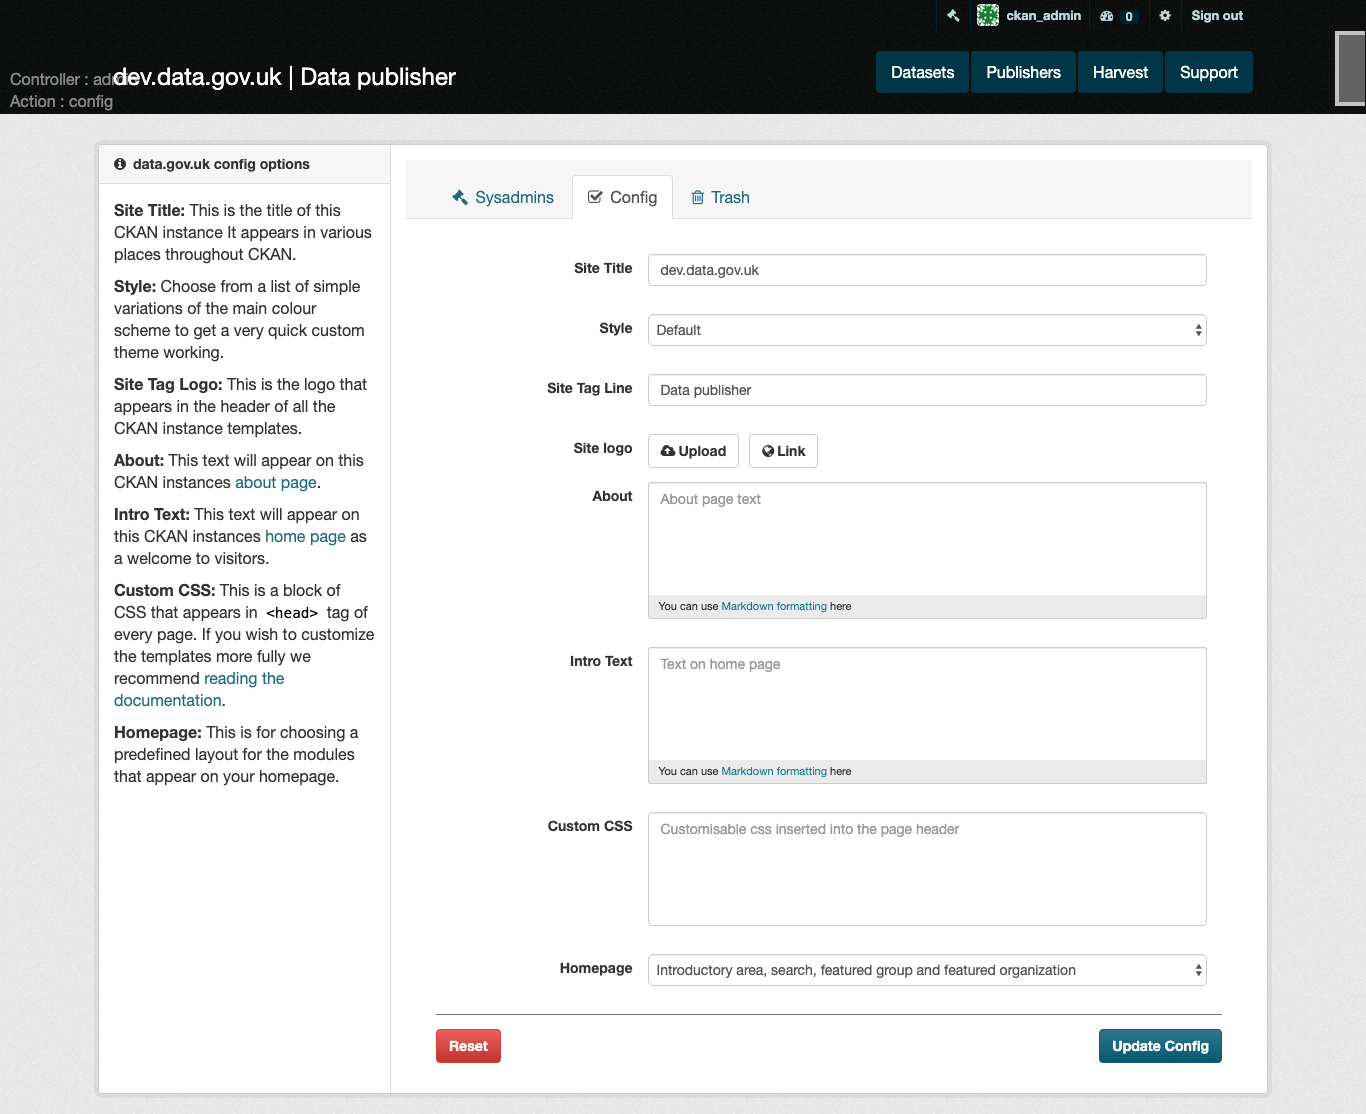 ckan_admin
0
Sign out
Controller : admin
Action : config
dev.data.gov.uk | Data publisher
Datasets
Publishers
Harvest
Support
data.gov.uk config options
Site Title: This is the title of this
CKAN instance It appears in various
places throughout CKAN.
Style: Choose from a list of simple
variations of the main colour
scheme to get a very quick custom
theme working.
Site Tag Logo: This is the logo that
appears in the header of all the
CKAN instance templates.
About: This text will appear on this
CKAN instances about page.
Intro Text: This text will appear on
this CKAN instances home page as
a welcome to visitors.
Custom CSS: This is a block of
CSS that appears in <head> tag of
every page. If you wish to customize
the templates more fully we
recommend reading the
documentation.
Homepage: This is for choosing a
predefined layout for the modules
that appear on your homepage.
Sysadmins
Config
Trash
Site Title
dev.data.gov.uk
Style
Default
Site Tag Line
Data publisher
Site logo
Upload
Link
About
About page text
You can use Markdown formatting here
Intro Text
Text on home page
You can use Markdown formatting here
Custom CSS
Customisable css inserted into the page header
Homepage
Introductory area, search, featured group and featured organization
Reset
Update Config